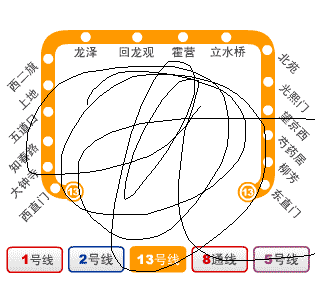 龙泽 回龙观 霍营 立水桥
西二旗
上地
五道口
知春路
大钟寺
西直门
北苑
光熙门
望京西
芍药居
柳芳
东直门
13
13
1号线 2号线 13号线 8通线 5号线